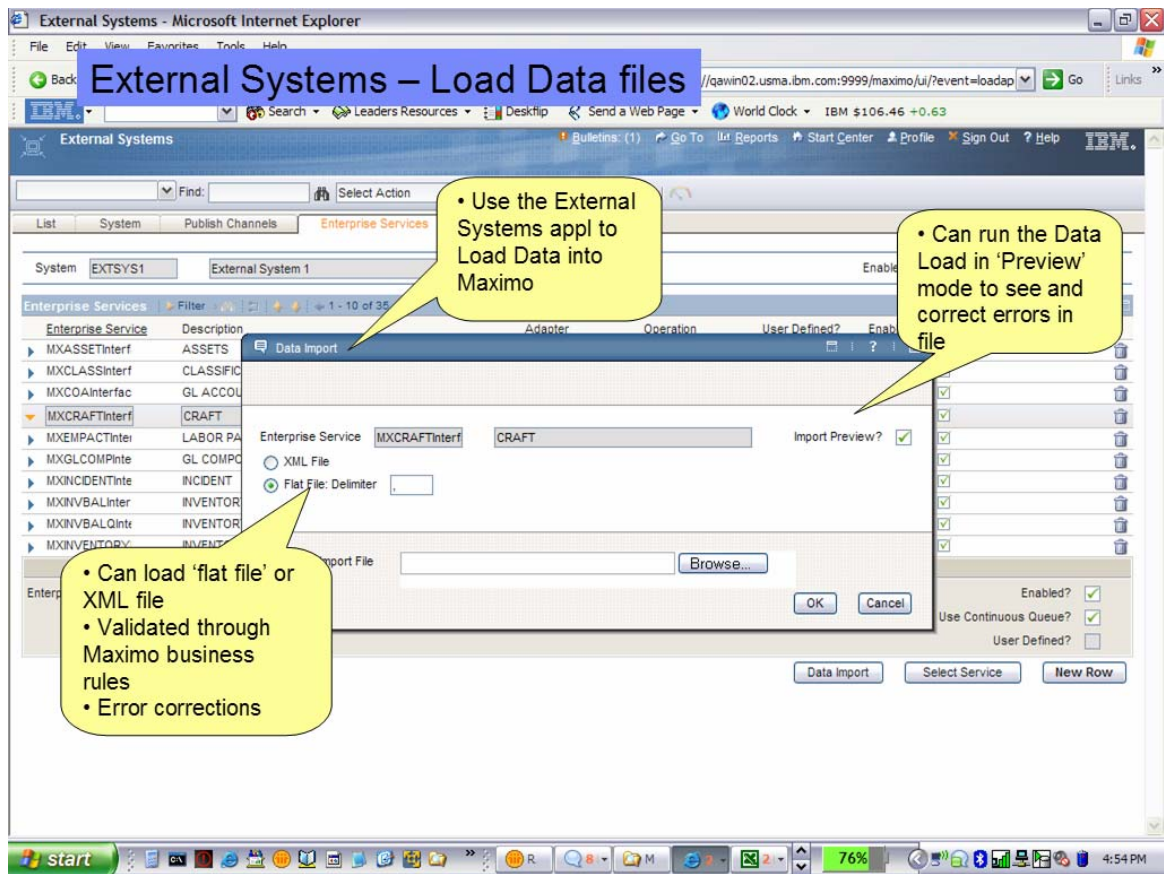 External Systems - Microsoft Internet Explorer
File Edit View Favorites Tools Help
External Systems – Load Data files
Back
//qawin02.usma.ibm.com:9999/maximo/ui/?event=loadap
Go
Links
IBM.
Search
Leaders Resources
Deskflip
Send a Web Page
World Clock
IBM $106.46 +0.63
External Systems
Bulletins: (1)
Go To
Reports
Start Center
Profile
Sign Out
? Help
IBM.
Find:
Select Action
• Use the External
Systems appl to
Load Data into
Maximo
List
System
Publish Channels
Enterprise Services
• Can run the Data
Load in ‘Preview’
mode to see and
correct errors in
file
System
EXTSYS1
External System 1
Enterprise Services
Filter
1 - 10 of 35
Enterprise Service
Description
Adapter
Operation
User Defined?
MXASSETInterf
ASSETS
MXCLASSInterf
CLASSIFIC
MXCOAInterfac
GL ACCOU
MXCRAFTInterf
CRAFT
MXEMPACTInter
LABOR PA
MXGLCOMPInte
GL COMPO
MXINCIDENTInte
INCIDENT
MXINVBALInter
INVENTOR
MXINVBALQInte
INVENTOR
MXINVENTORY
INVENTO
Data Import
?
Enterprise Service
MXCRAFTInterf
CRAFT
Import Preview?
XML File
Flat File: Delimiter
,
Import File
Browse...
OK
Cancel
• Can load ‘flat file’ or
XML file
• Validated through
Maximo business
rules
• Error corrections
Enabled?
Use Continuous Queue?
User Defined?
Data Import
Select Service
New Row
start
R
8
M
2
76%
4:54 PM